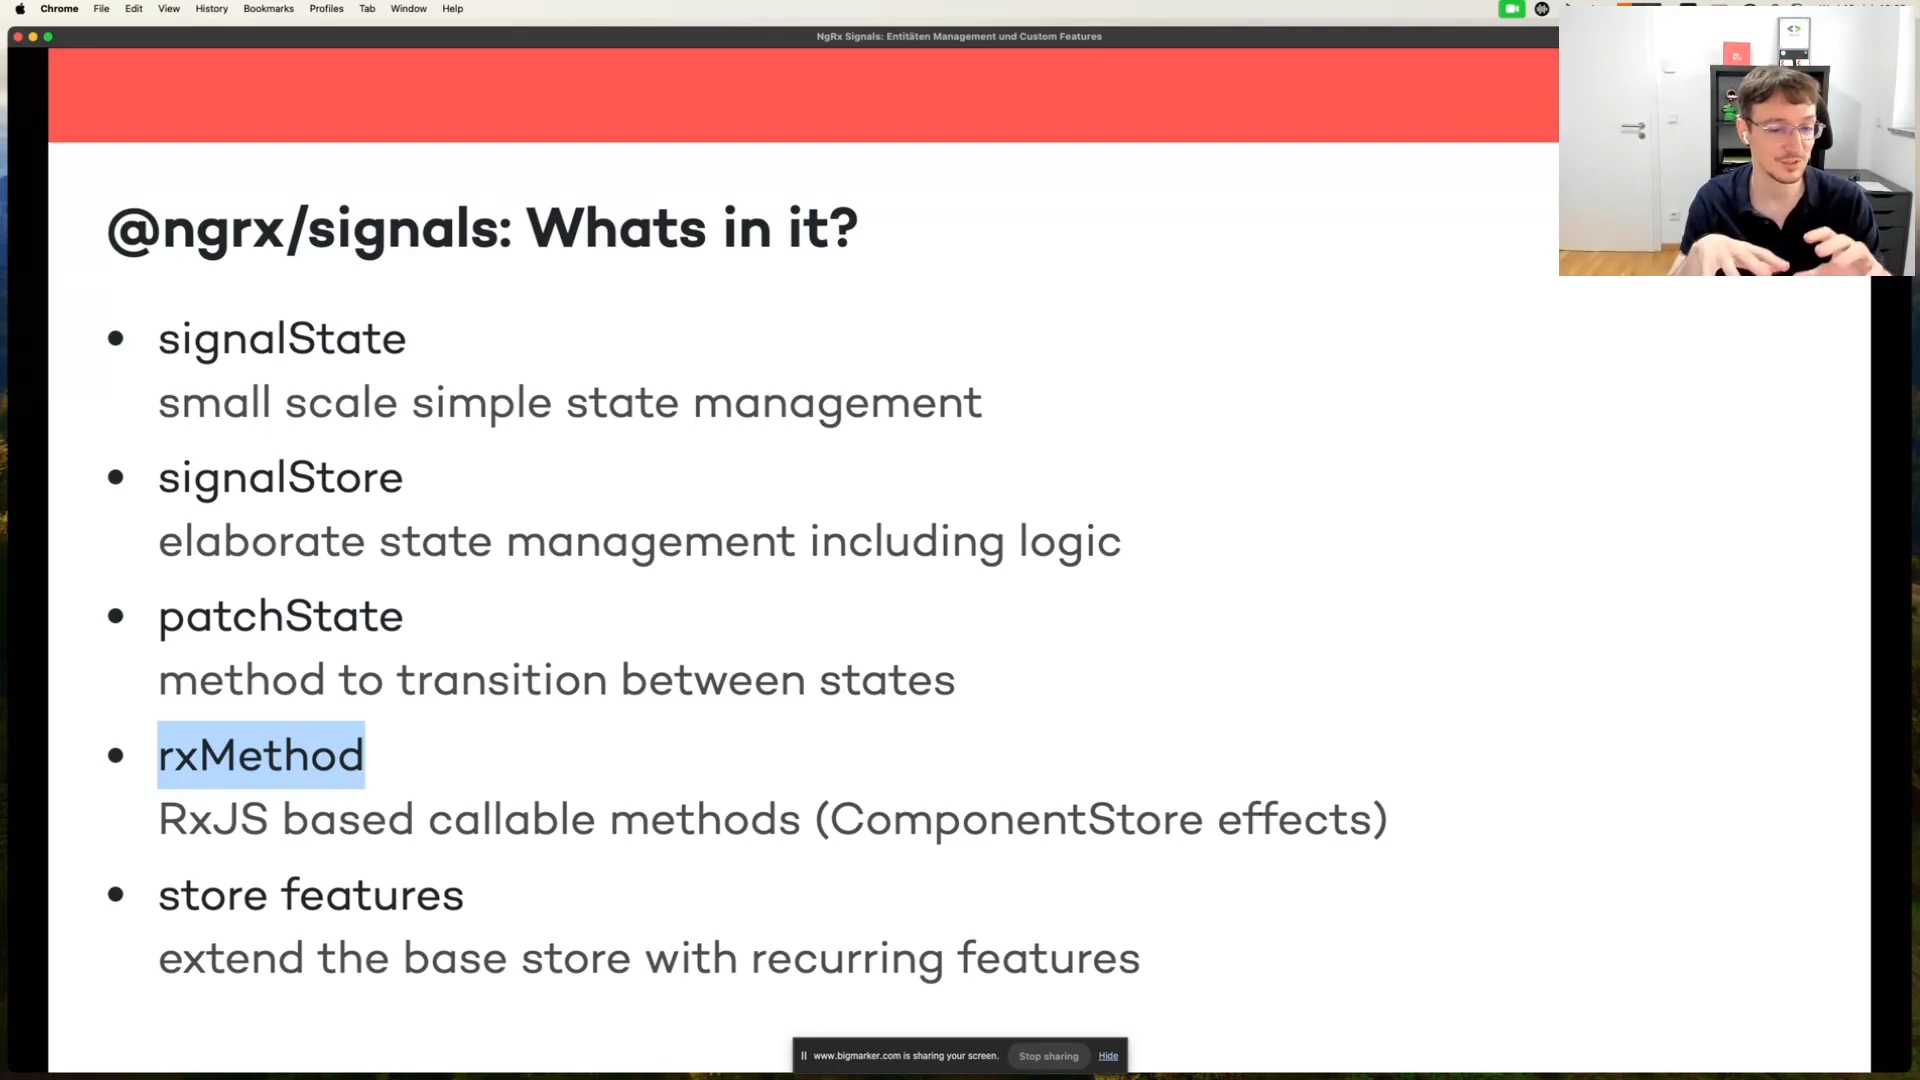 Chrome File Edit View History Bookmarks Profiles Tab Window Help
NgRx Signals: Entitäten Management und Custom Features
@ngrx/signals: Whats in it?
• signalState
small scale simple state management
• signalStore
elaborate state management including logic
• patchState
method to transition between states
• rxMethod
RxJS based callable methods (ComponentStore effects)
• store features
extend the base store with recurring features
www.bigmarker.com is sharing your screen. Stop sharing Hide